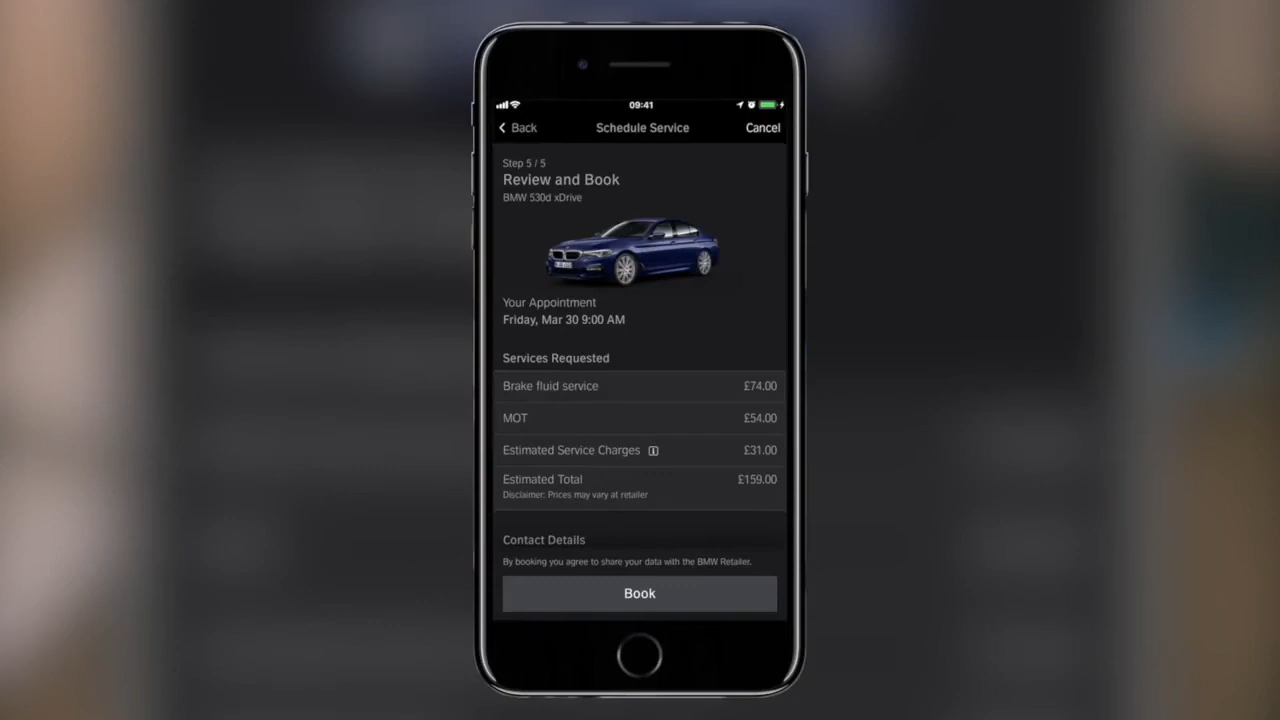 09:41
Back Schedule Service Cancel
Step 5 / 5
Review and Book
BMW 530d xDrive
Your Appointment
Friday, Mar 30 9:00 AM
Services Requested
Brake fluid service £74.00
MOT £54.00
Estimated Service Charges £31.00
Estimated Total £159.00
Disclaimer: Prices may vary at retailer
Contact Details
By booking you agree to share your data with the BMW Retailer.
Book